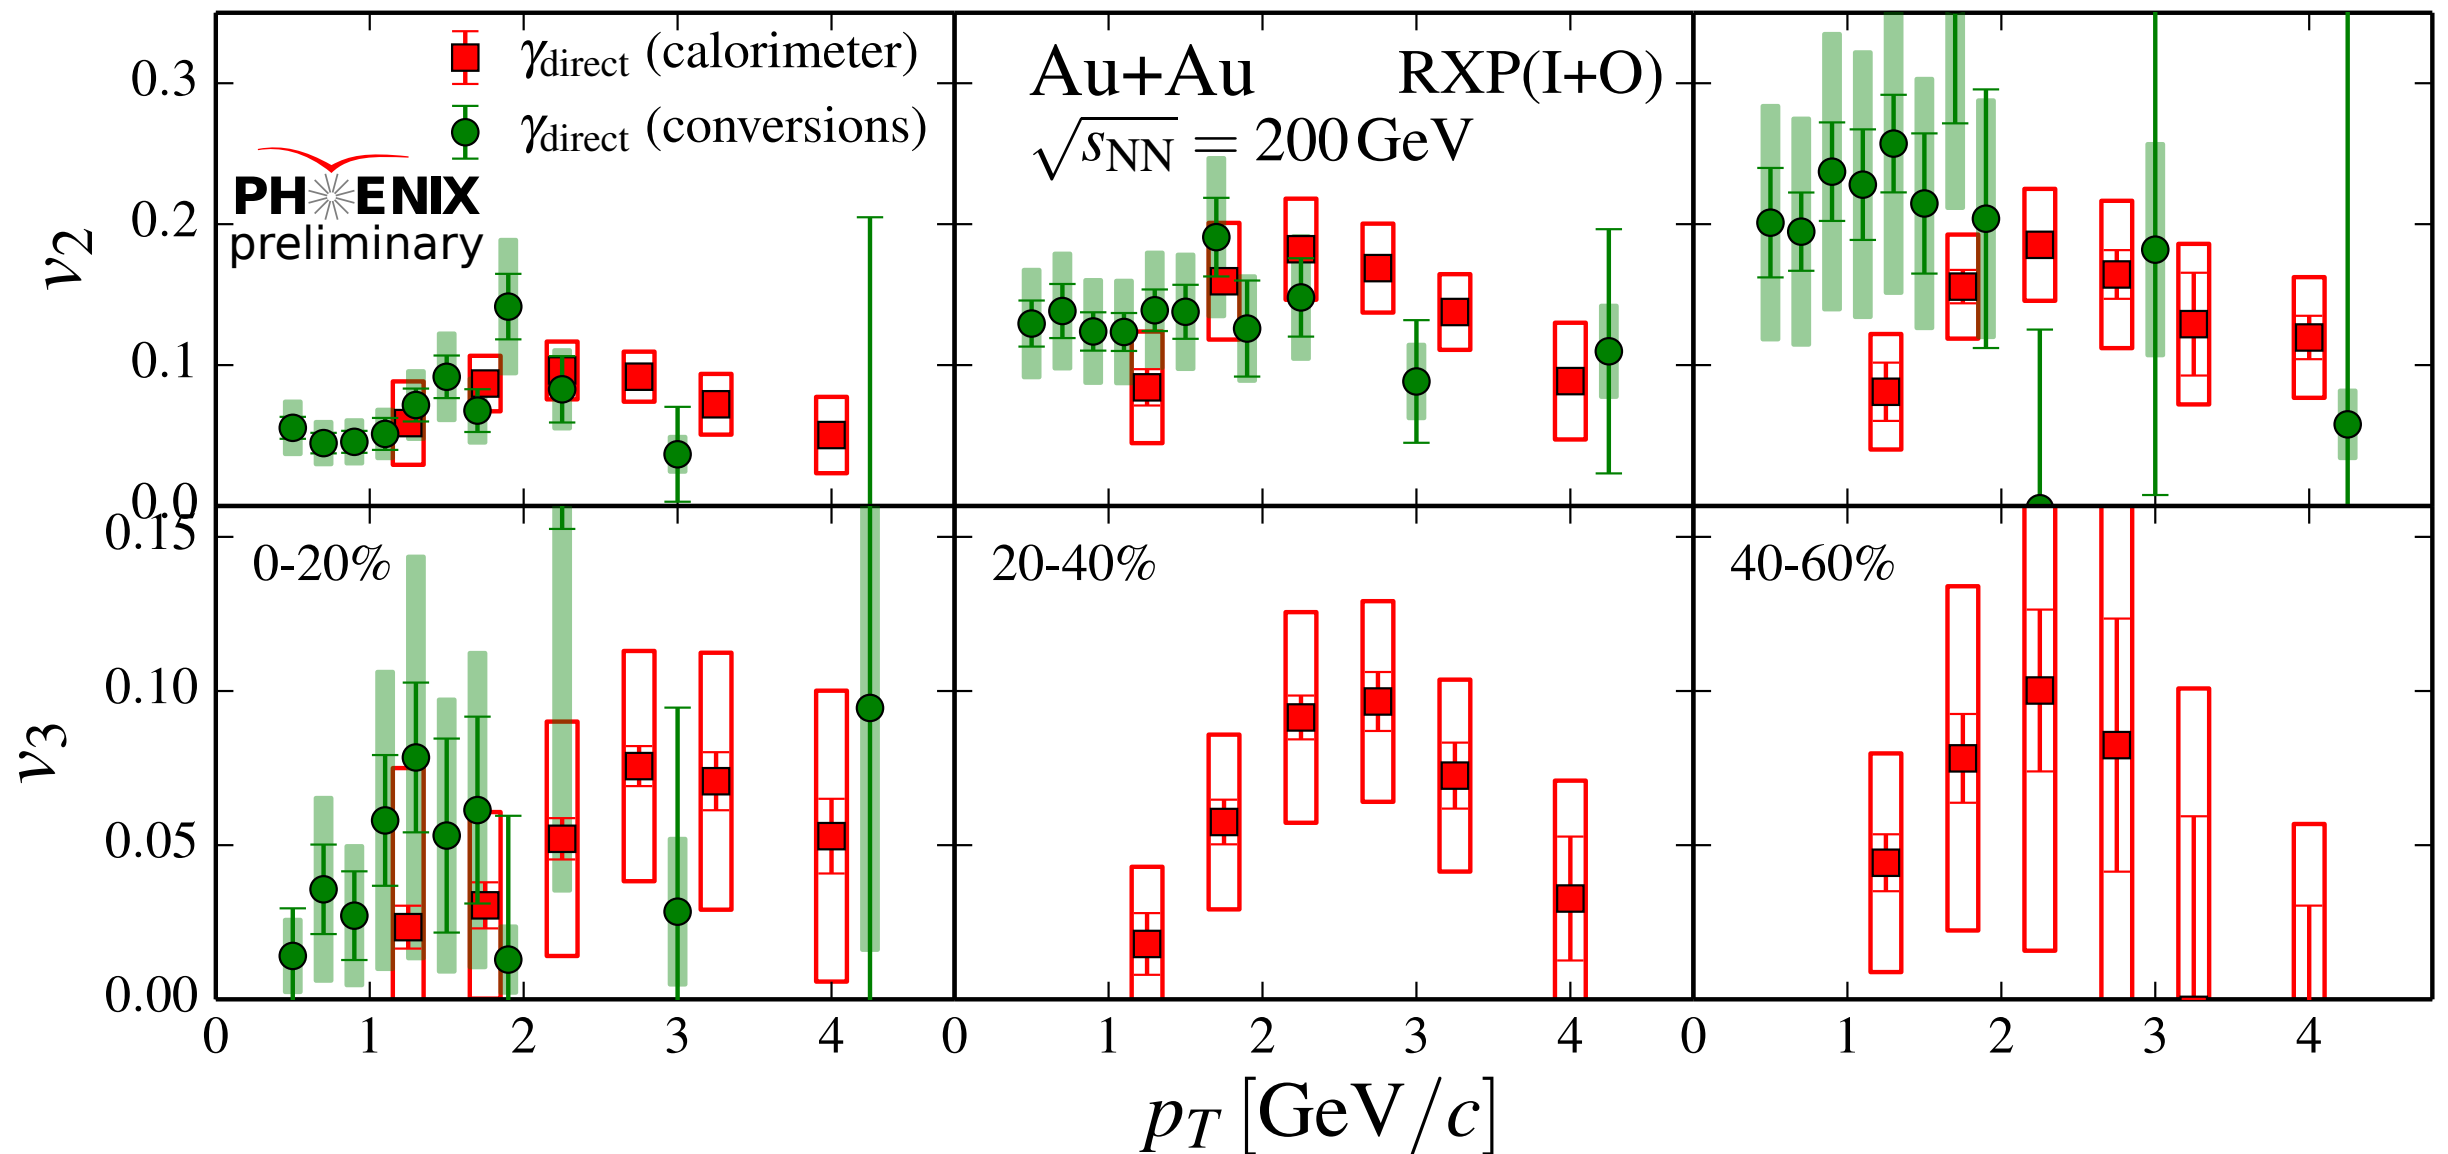 γdirect (calorimeter)
γdirect (conversions)
PHENIX
preliminary
Au+Au
RXP(I+O)
√sNN = 200 GeV
v2
0.3
0.2
0.1
0.0
v3
0.15
0.10
0.05
0.00
0-20%
20-40%
40-60%
0 1 2 3 4 0 1 2 3 4 0 1 2 3 4
pT [GeV/c]